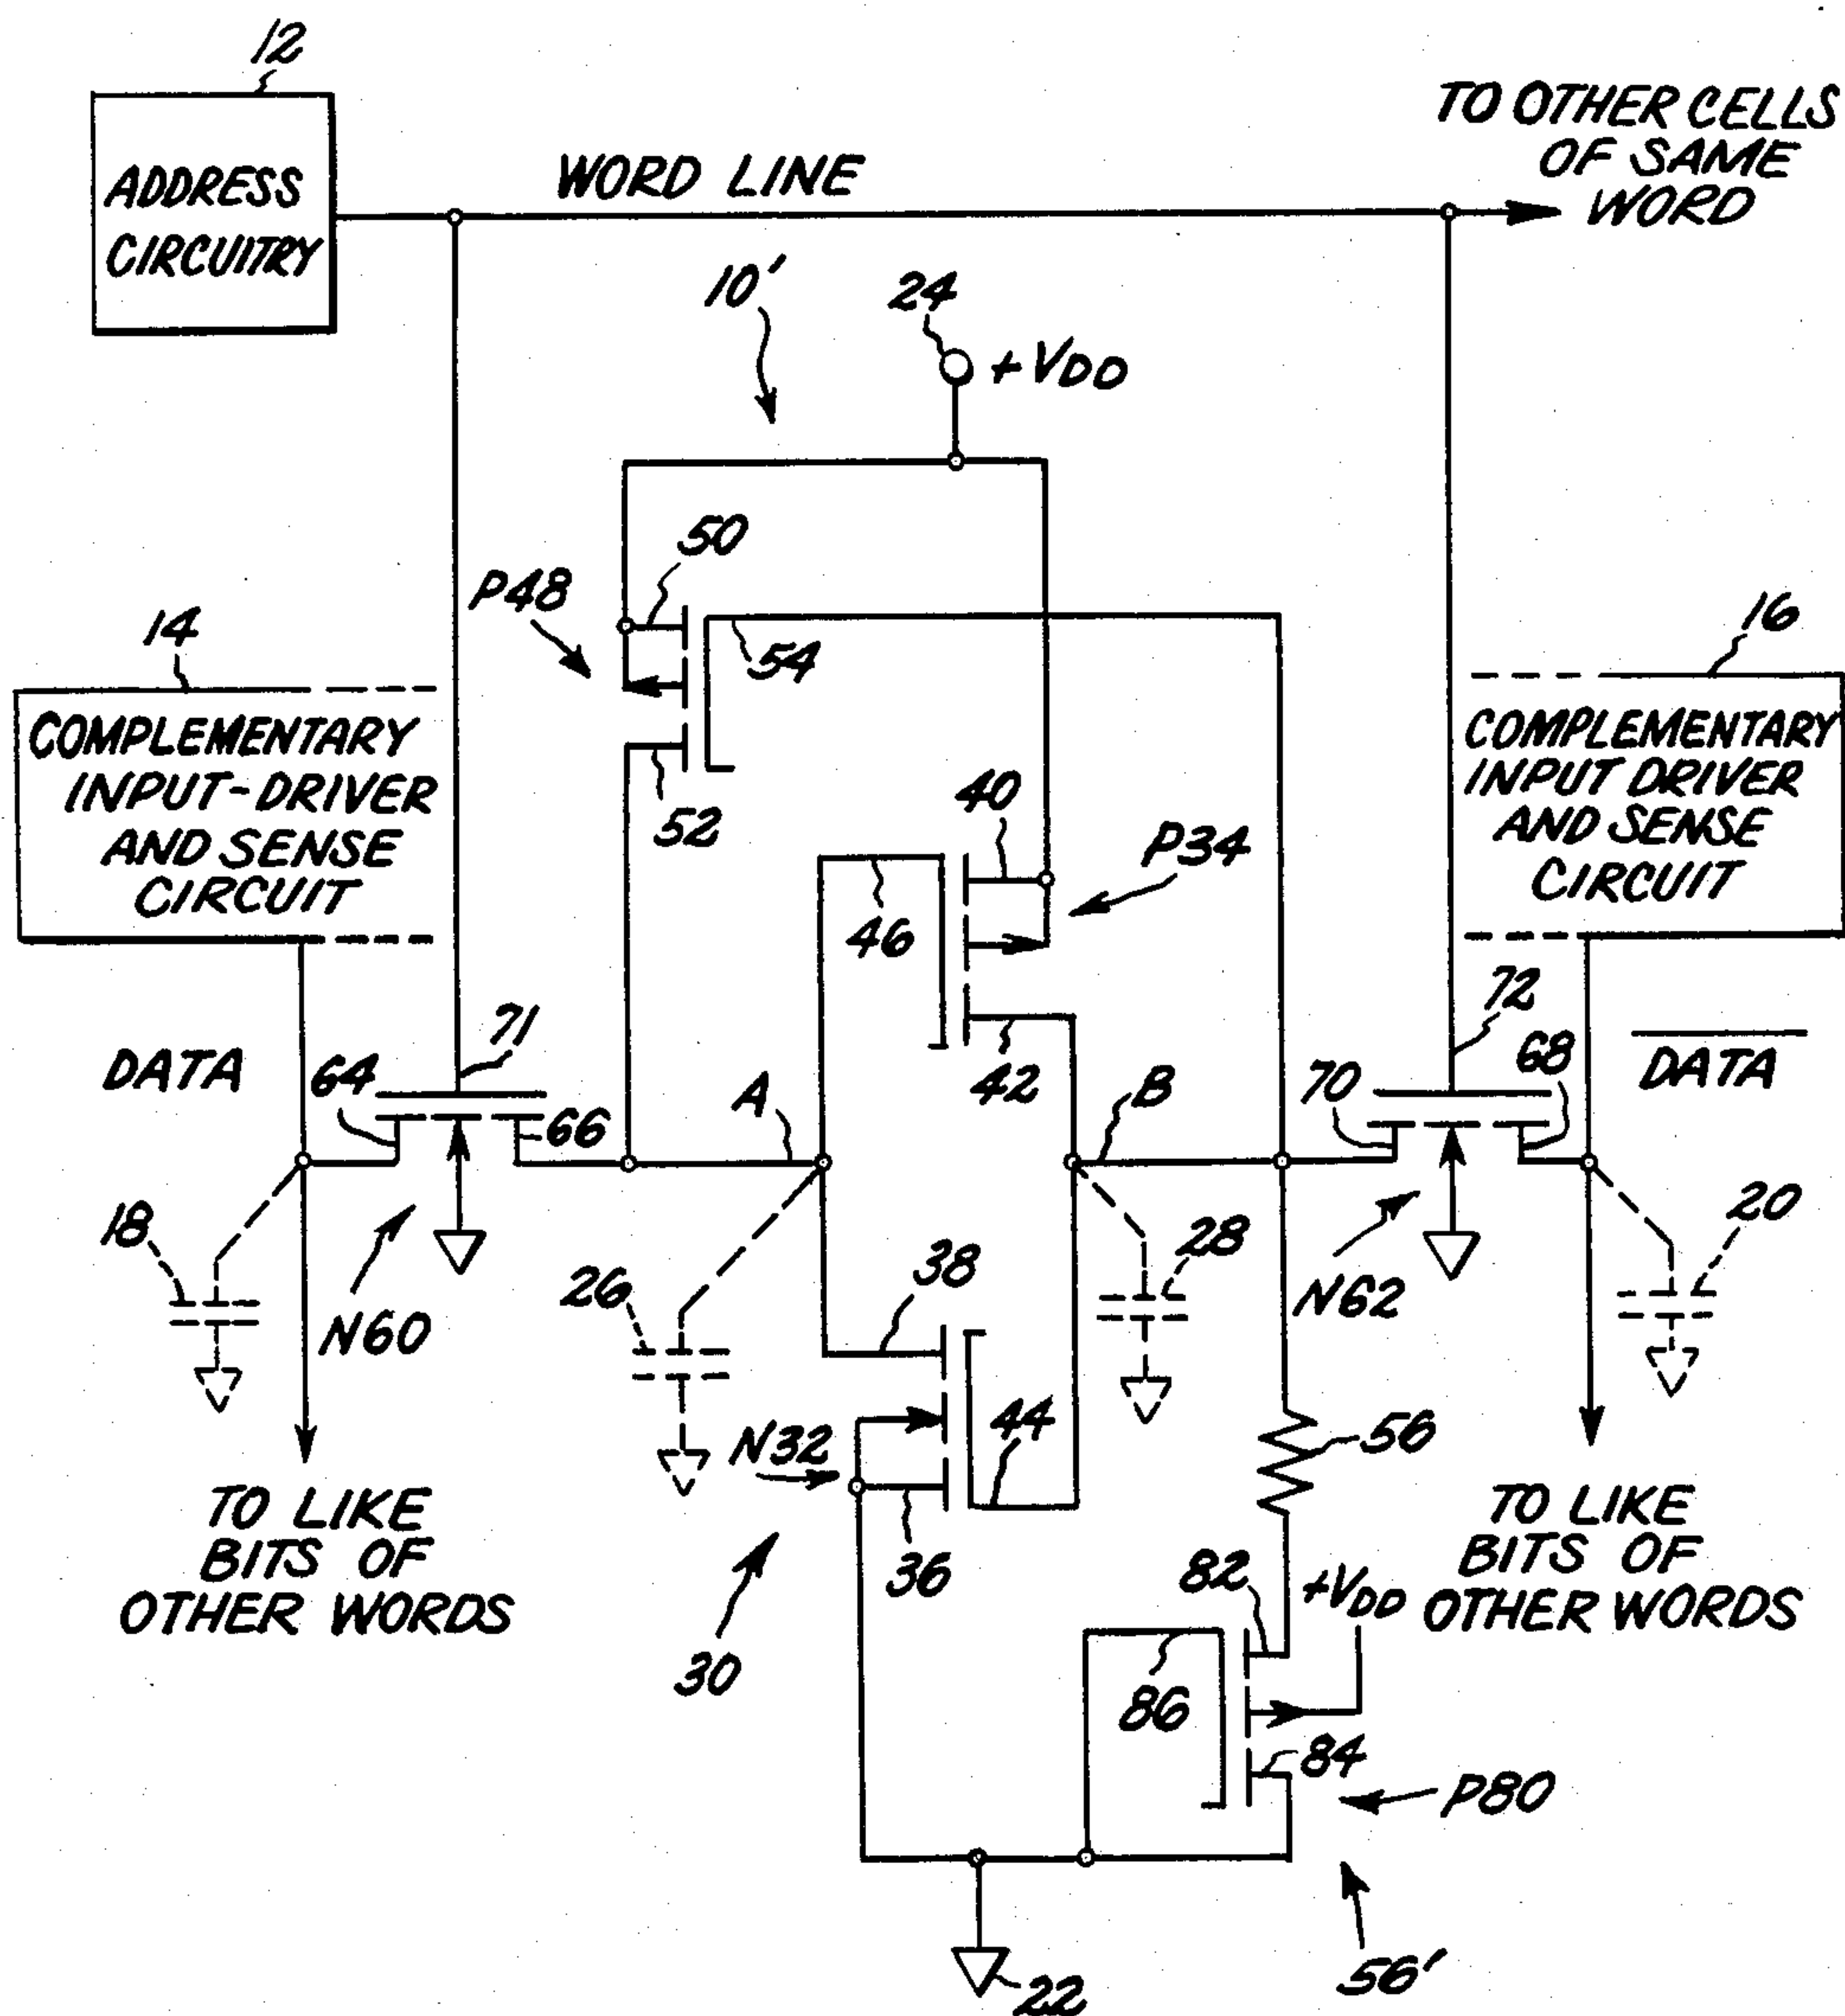 12
ADDRESS
CIRCUITRY
WORD LINE
TO OTHER CELLS
OF SAME
WORD
10'
24
+VDD
50
P48
54
52
14
COMPLEMENTARY
INPUT-DRIVER
AND SENSE
CIRCUIT
16
COMPLEMENTARY
INPUT DRIVER
AND SENSE
CIRCUIT
40
P34
46
42
71
72
DATA
64
66
A
B
70
68
DATA
18
N60
26
38
28
N62
20
N32
44
56
36
30
TO LIKE
BITS OF
OTHER WORDS
TO LIKE
BITS OF
OTHER WORDS
82
+VDD
86
84
P80
22
56'